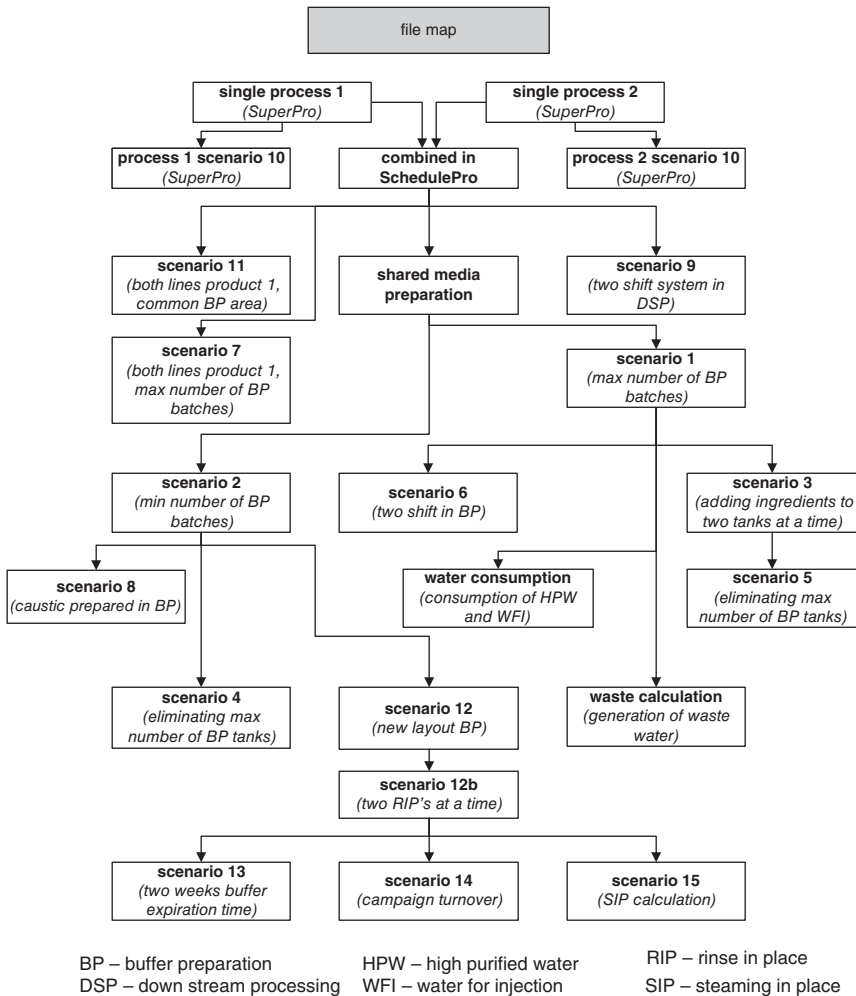 file map
single process 1
(SuperPro)
single process 2
(SuperPro)
process 1 scenario 10
(SuperPro)
combined in
SchedulePro
process 2 scenario 10
(SuperPro)
scenario 11
(both lines product 1,
common BP area)
shared media
preparation
scenario 9
(two shift system in
DSP)
scenario 7
(both lines product 1,
max number of BP
batches)
scenario 1
(max number of BP
batches)
scenario 2
(min number of BP
batches)
scenario 6
(two shift in BP)
scenario 3
(adding ingredients to
two tanks at a time)
scenario 8
(caustic prepared in BP)
water consumption
(consumption of HPW
and WFI)
scenario 5
(eliminating max
number of BP tanks)
scenario 4
(eliminating max
number of BP tanks)
scenario 12
(new layout BP)
waste calculation
(generation of waste
water)
scenario 12b
(two RIP's at a time)
scenario 13
(two weeks buffer
expiration time)
scenario 14
(campaign turnover)
scenario 15
(SIP calculation)
BP – buffer preparation
DSP – down stream processing
HPW – high purified water
WFI – water for injection
RIP – rinse in place
SIP – steaming in place